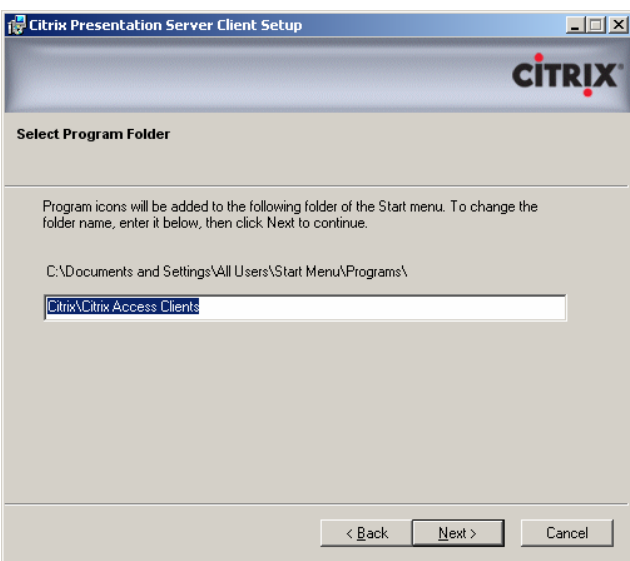 Citrix Presentation Server Client Setup
CITRIX
Select Program Folder
Program icons will be added to the following folder of the Start menu. To change the
folder name, enter it below, then click Next to continue.
C:\Documents and Settings\All Users\Start Menu\Programs\
Citrix\Citrix Access Clients
< Back Next > Cancel